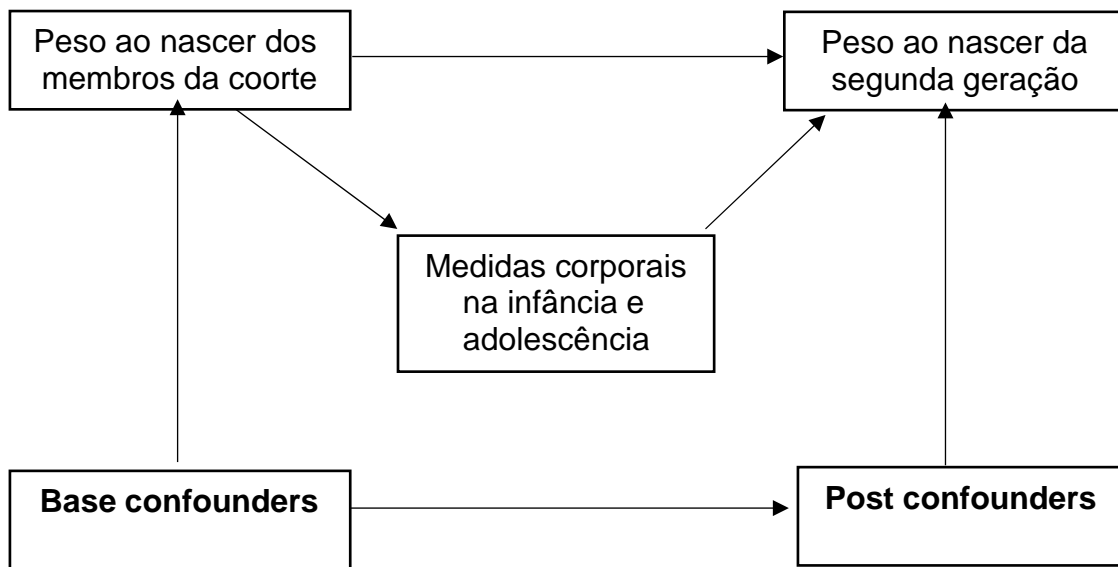 Peso ao nascer dos
membros da coorte
Peso ao nascer da
segunda geração
Medidas corporais
na infância e
adolescência
Base confounders
Post confounders